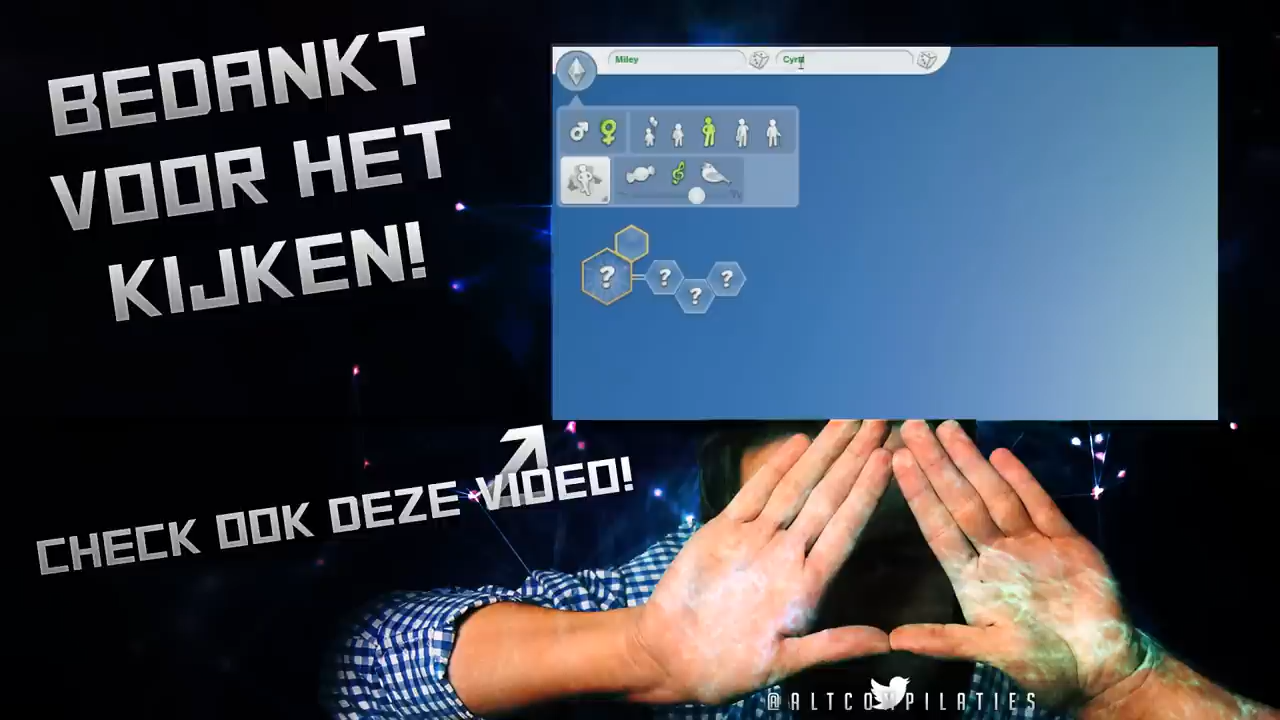 BEDANKT
VOOR HET
KIJKEN!
Miley
? ? ? ?
CHECK OOK DEZE VIDEO!
@ALTCOMPILATIES